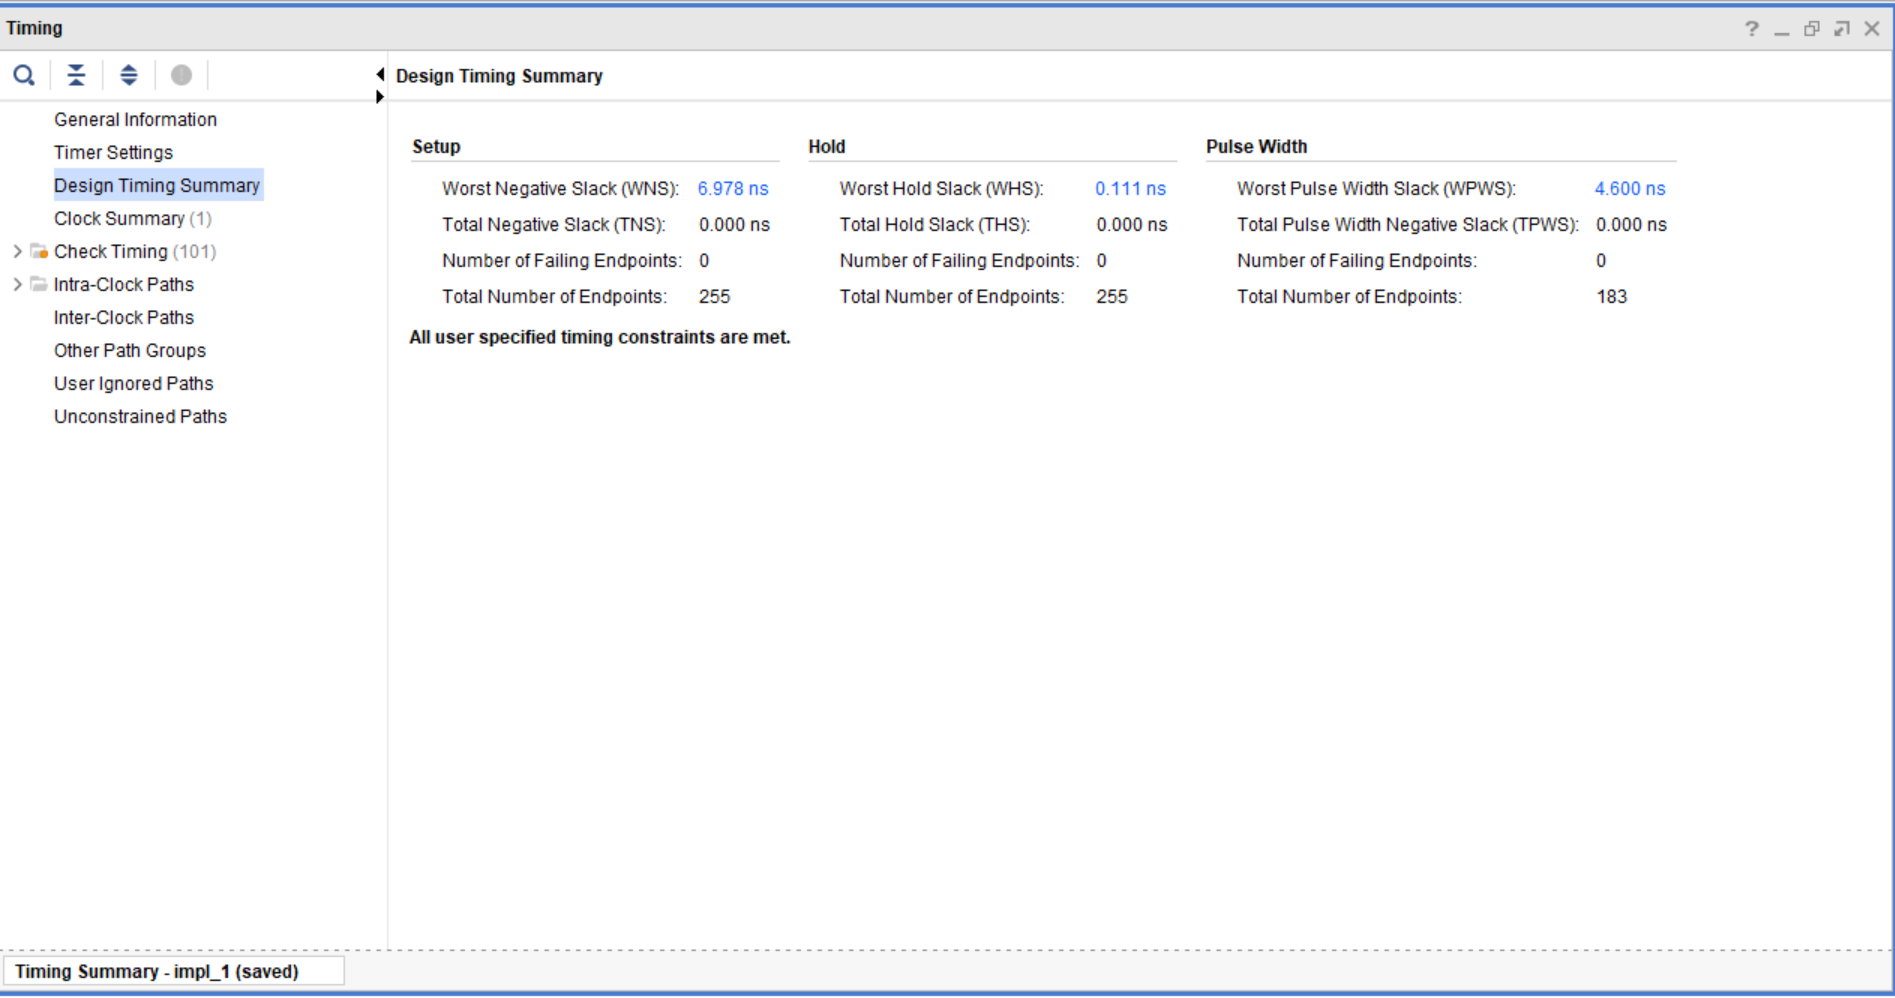 Timing
Design Timing Summary
General Information
Timer Settings
Design Timing Summary
Clock Summary (1)
Check Timing (101)
Intra-Clock Paths
Inter-Clock Paths
Other Path Groups
User Ignored Paths
Unconstrained Paths
Setup
Worst Negative Slack (WNS): 6.978 ns
Total Negative Slack (TNS): 0.000 ns
Number of Failing Endpoints: 0
Total Number of Endpoints: 255
Hold
Worst Hold Slack (WHS): 0.111 ns
Total Hold Slack (THS): 0.000 ns
Number of Failing Endpoints: 0
Total Number of Endpoints: 255
Pulse Width
Worst Pulse Width Slack (WPWS): 4.600 ns
Total Pulse Width Negative Slack (TPWS): 0.000 ns
Number of Failing Endpoints: 0
Total Number of Endpoints: 183
All user specified timing constraints are met.
Timing Summary - impl_1 (saved)